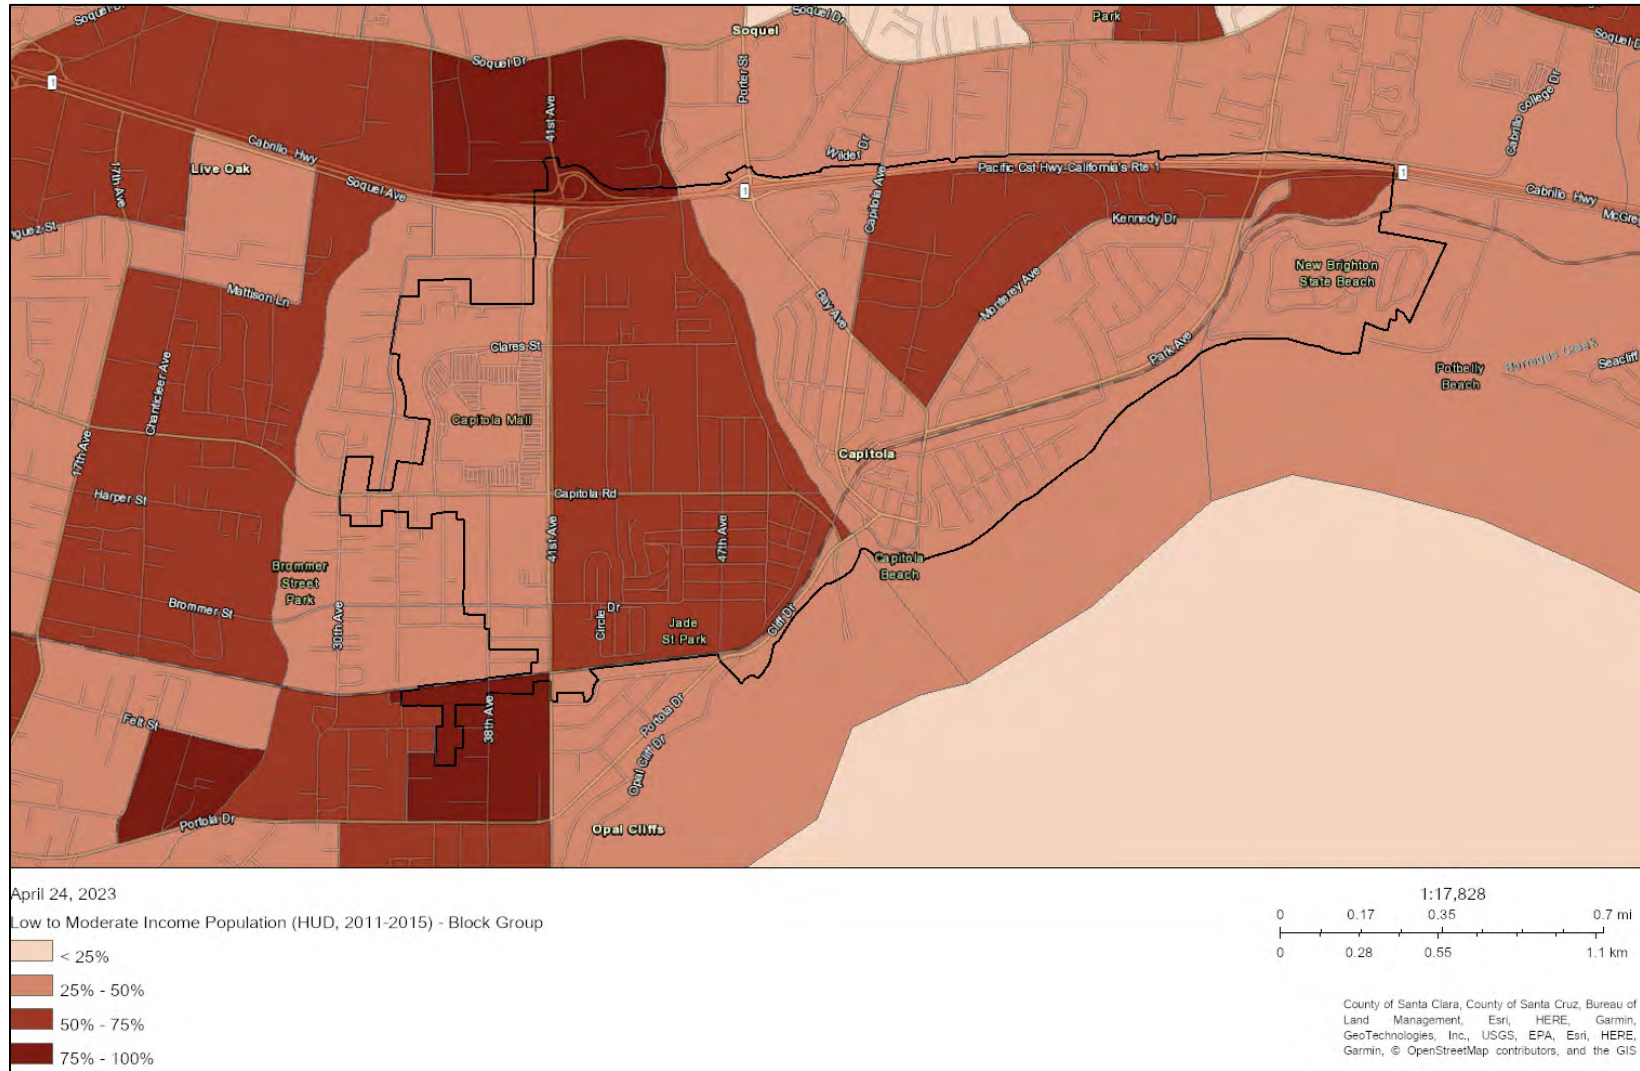 Soquel Dr
Soquel Dr
Park
Soquel
Soquel Dr
Porter St
41st Ave
Cabrillo College Dr
1
Cabrillo Hwy
Wilder Dr
17th Ave
Live Oak
Soquel Ave
Pacific Cst Hwy-California's Rte 1
1
1
Capitola Ave
Cabrillo Hwy
Kennedy Dr
Mattison Ln
New Brighton
State Beach
Monterey Ave
Bay Ave
Clares St
Park Ave
Chanticleer Ave
Potbelly
Beach
Borregas Creek
Seacliff
Capitola Mall
17th Ave
Capitola
Harper St
Capitola Rd
41st Ave
47th Ave
Capitola
Beach
Brommer
Street
Park
Brommer St
30th Ave
Circle Dr
Jade
St Park
Cliff Dr
Felt St
38th Ave
Portola Dr
Opal Cliff Dr
Portola Dr
Opal Cliffs
April 24, 2023
Low to Moderate Income Population (HUD, 2011-2015) - Block Group
< 25%
25% - 50%
50% - 75%
75% - 100%
1:17,828
0 0.17 0.35 0.7 mi
0 0.28 0.55 1.1 km
County of Santa Clara, County of Santa Cruz, Bureau of
Land Management, Esri, HERE, Garmin,
GeoTechnologies, Inc., USGS, EPA, Esri, HERE,
Garmin, © OpenStreetMap contributors, and the GIS